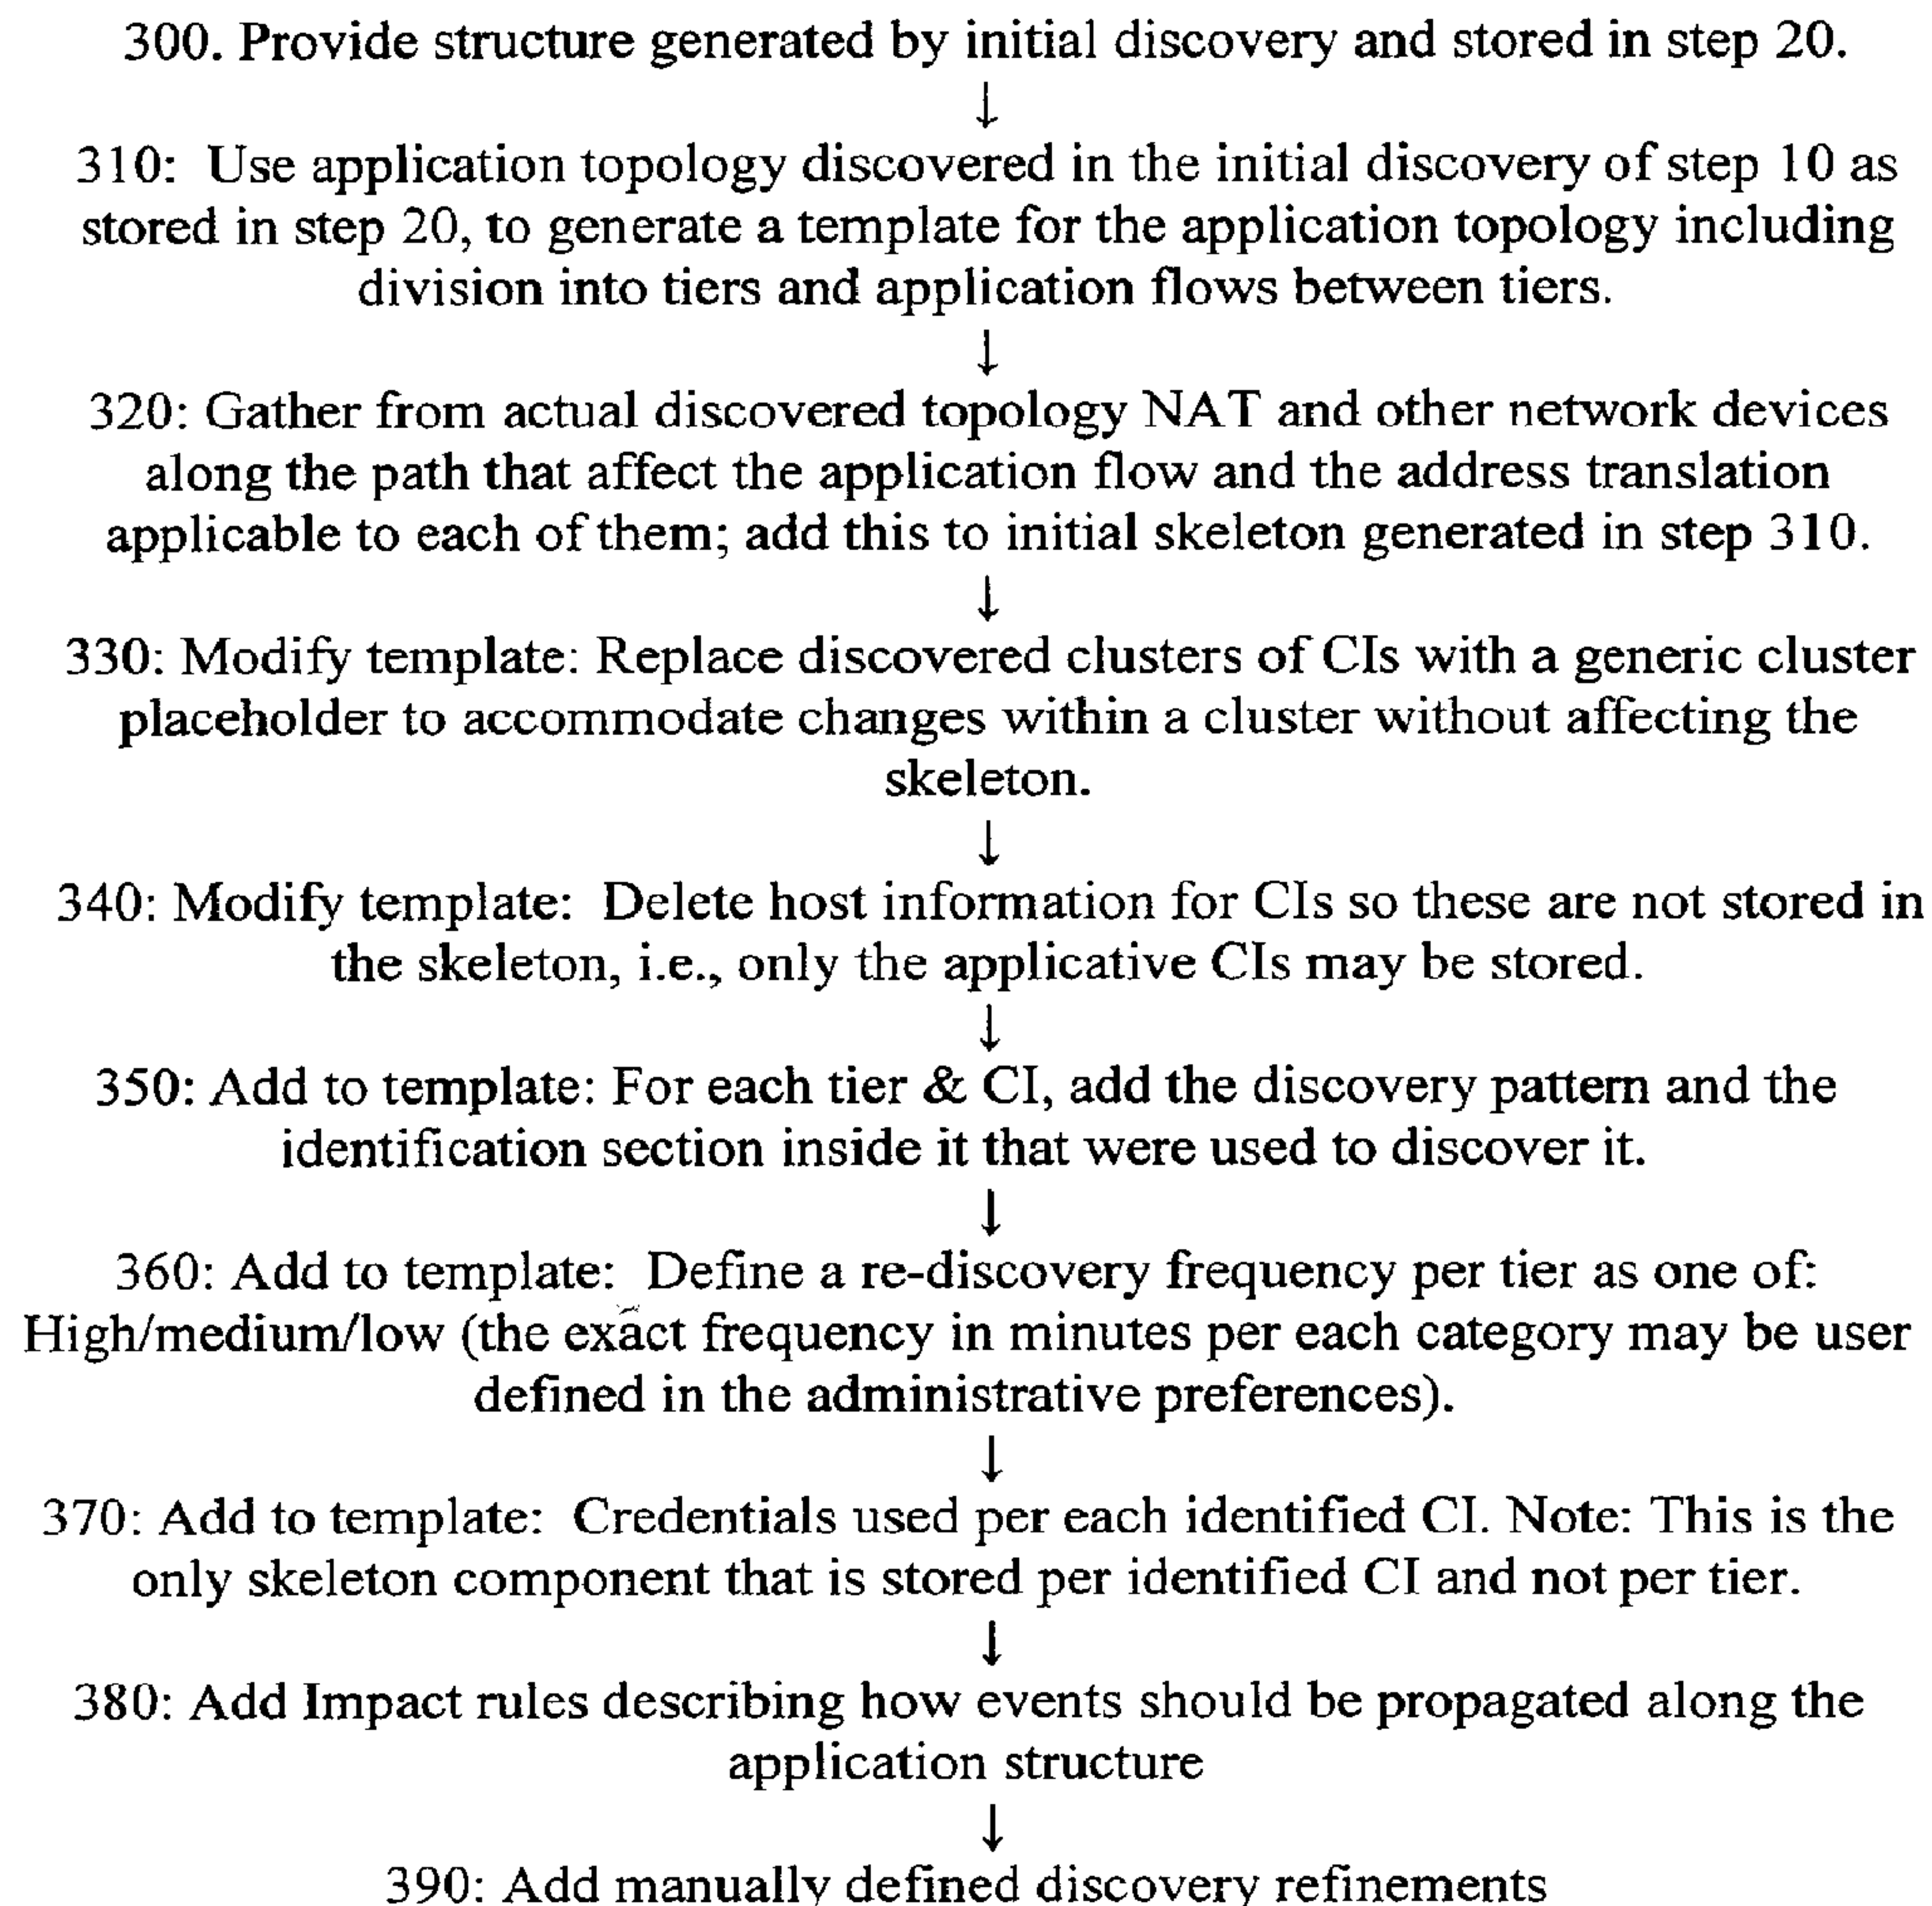 300. Provide structure generated by initial discovery and stored in step 20.
↓
310: Use application topology discovered in the initial discovery of step 10 as
stored in step 20, to generate a template for the application topology including
division into tiers and application flows between tiers.
↓
320: Gather from actual discovered topology NAT and other network devices
along the path that affect the application flow and the address translation
applicable to each of them; add this to initial skeleton generated in step 310.
↓
330: Modify template: Replace discovered clusters of CIs with a generic cluster
placeholder to accommodate changes within a cluster without affecting the
skeleton.
↓
340: Modify template: Delete host information for CIs so these are not stored in
the skeleton, i.e., only the applicative CIs may be stored.
↓
350: Add to template: For each tier & CI, add the discovery pattern and the
identification section inside it that were used to discover it.
↓
360: Add to template: Define a re-discovery frequency per tier as one of:
High/medium/low (the exact frequency in minutes per each category may be user
defined in the administrative preferences).
↓
370: Add to template: Credentials used per each identified CI. Note: This is the
only skeleton component that is stored per identified CI and not per tier.
↓
380: Add Impact rules describing how events should be propagated along the
application structure
↓
390: Add manually defined discovery refinements